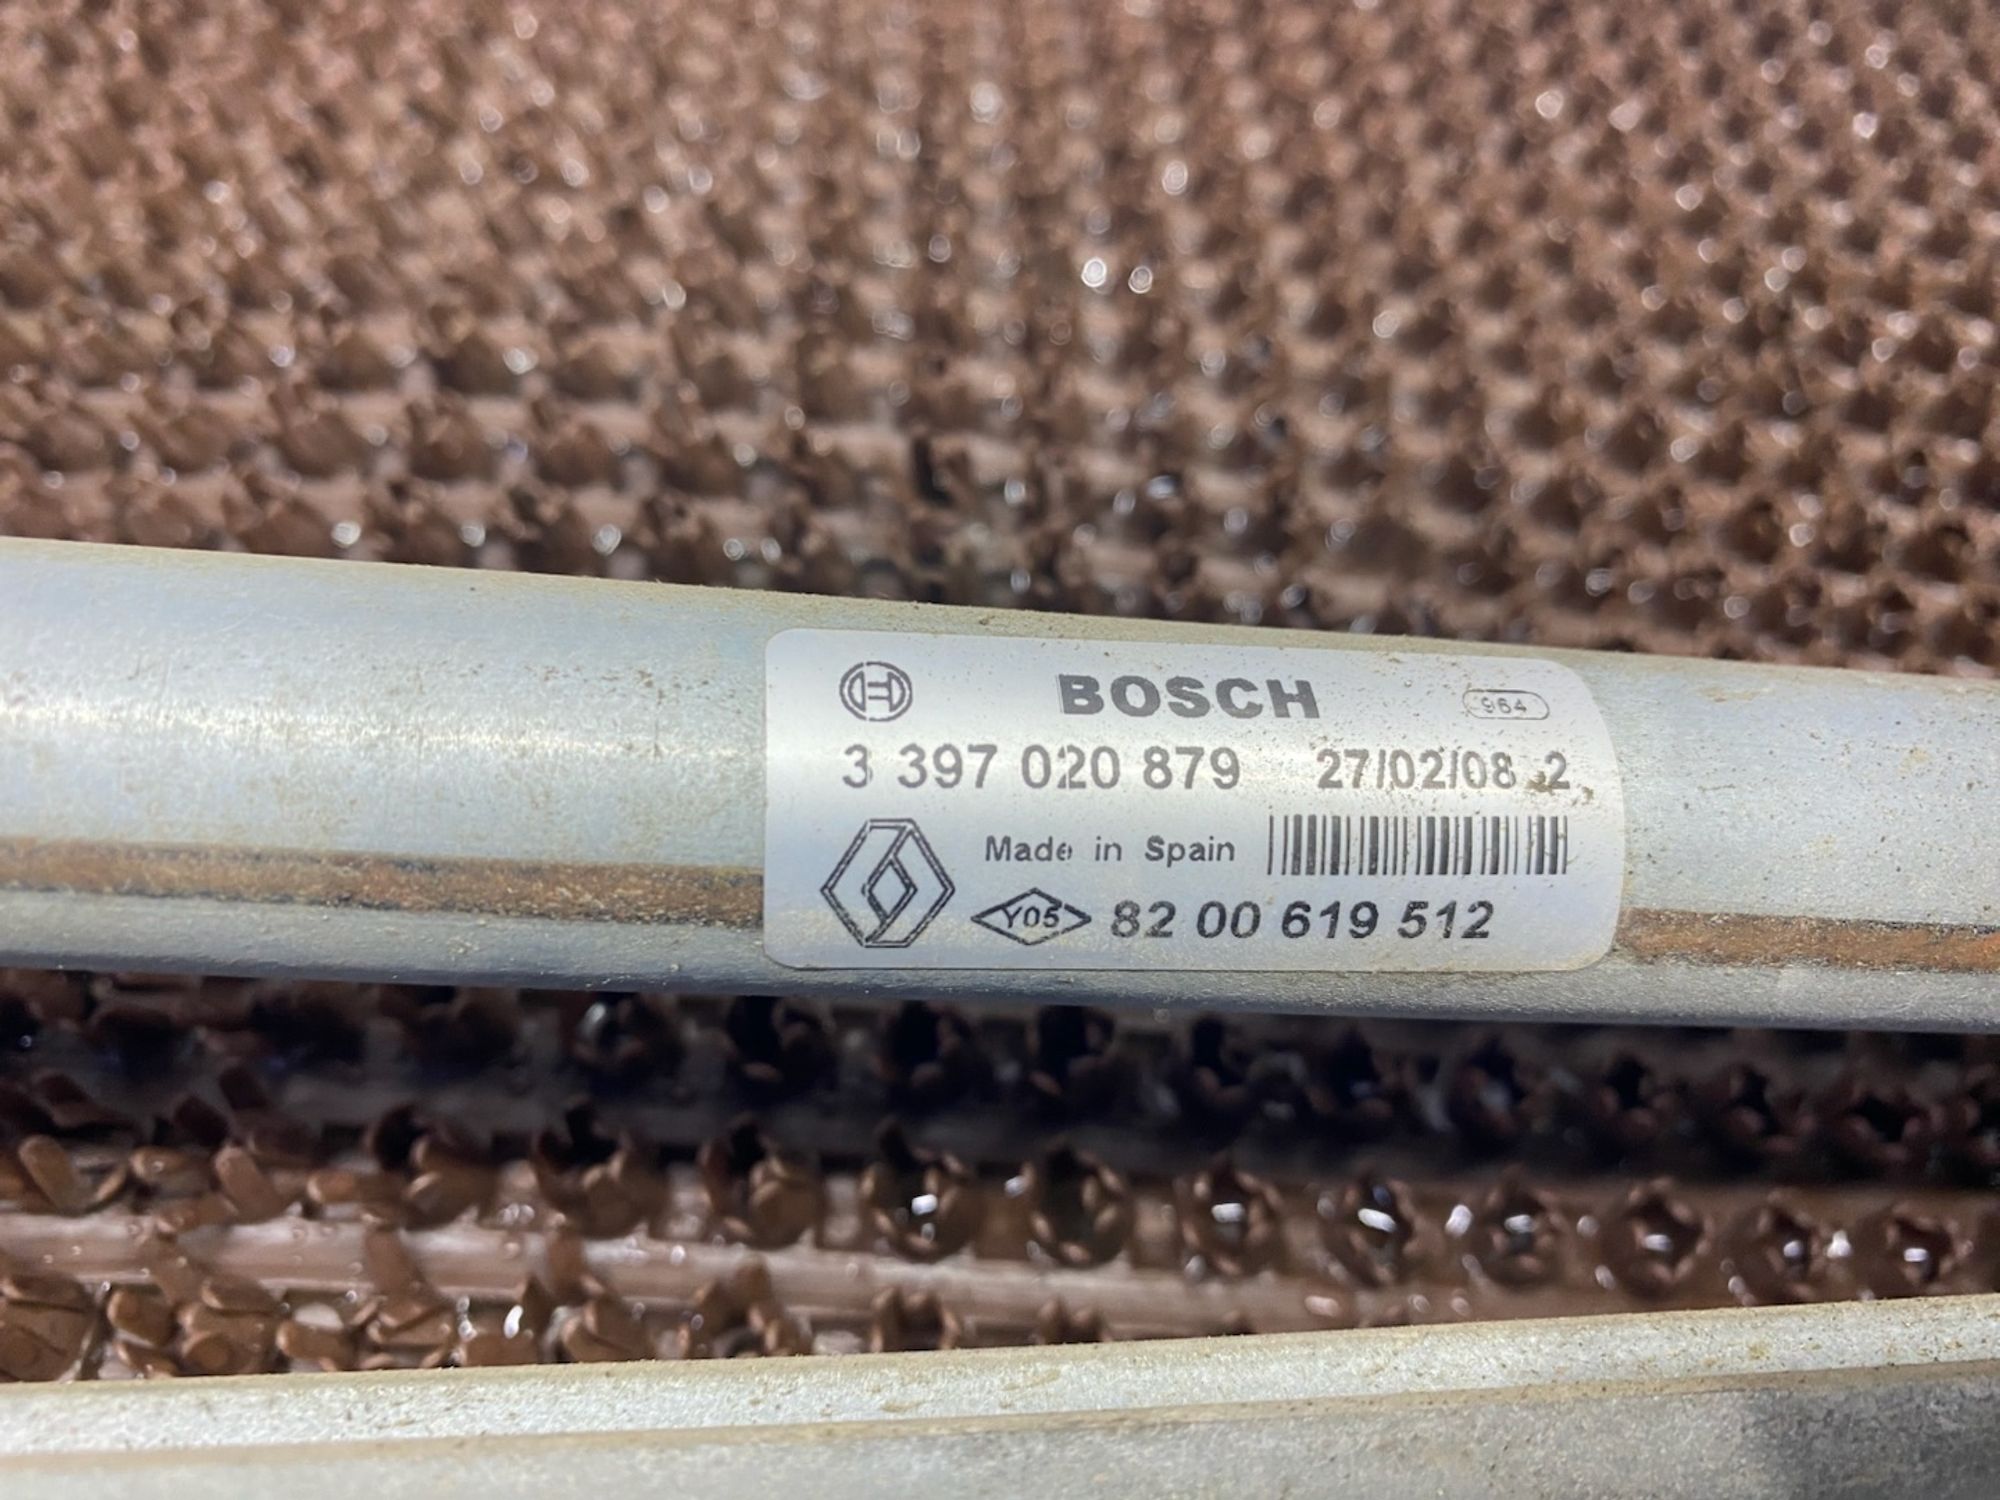 BOSCH 964
3 397 020 879 27/02/08 2
Made in Spain
Y05 82 00 619 512